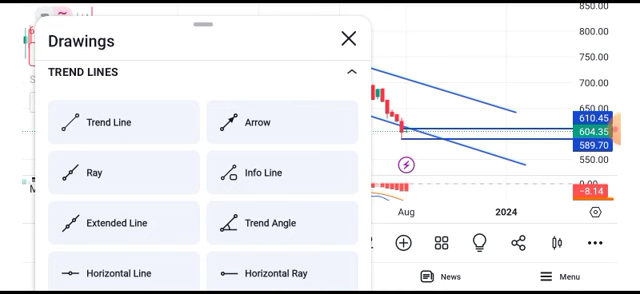 Drawings
TREND LINES
Trend Line
Arrow
Ray
Info Line
Extended Line
Trend Angle
Horizontal Line
Horizontal Ray
850.00
800.00
750.00
700.00
650.00
610.45
604.35
589.70
550.00
0.00
−8.14
Aug
2024
News
Menu